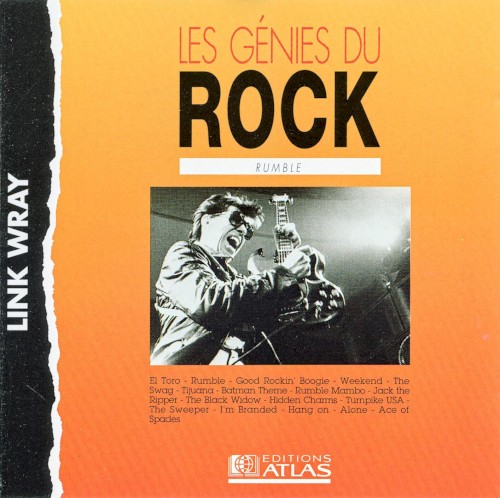 LES GÉNIES DU
ROCK
RUMBLE
LINK WRAY
El Toro - Rumble - Good Rockin' Boogie - Weekend - The
Swag - Tijuana - Batman Theme - Rumble Mambo - Jack the
Ripper - The Black Widow - Hidden Charms - Turnpike USA -
The Sweeper - I'm Branded - Hang on - Alone - Ace of
Spades
EDITIONS
ATLAS